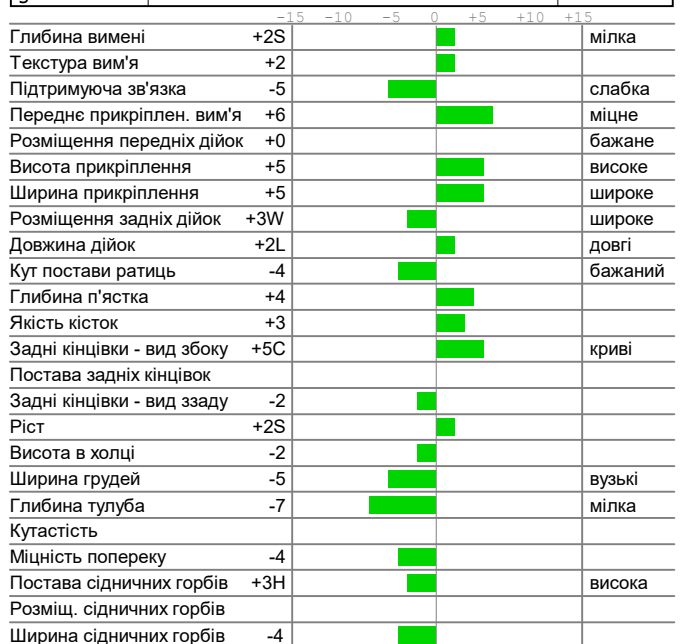 -15 -10 -5 0 +5 +10 +15
Глибина вимені +2S мілка
Текстура вим'я +2
Підтримуюча зв'язка -5 слабка
Переднє прикріплен. вим'я +6 міцне
Розміщення передніх дійок +0 бажане
Висота прикріплення +5 високе
Ширина прикріплення +5 широке
Розміщення задніх дійок +3W широке
Довжина дійок +2L довгі
Кут постави ратиць -4 бажаний
Глибина п'ястка +4
Якість кісток +3
Задні кінцівки - вид збоку +5C криві
Постава задніх кінцівок
Задні кінцівки - вид ззаду -2
Ріст +2S
Висота в холці -2
Ширина грудей -5 вузькі
Глибина тулуба -7 мілка
Кутастість
Міцність попереку -4
Постава сідничних горбів +3H висока
Розміщ. сідничних горбів
Ширина сідничних горбів -4